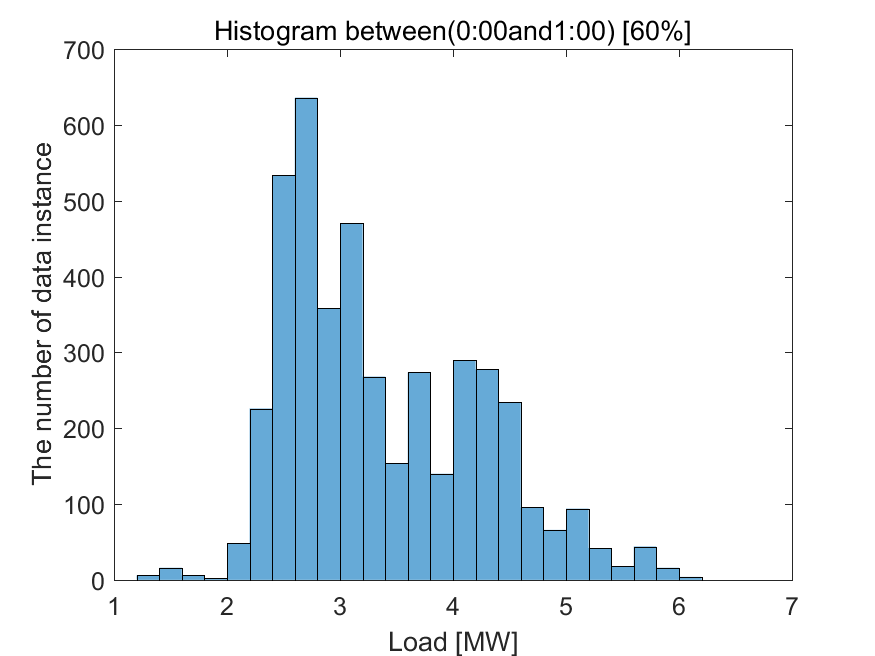 Histogram between(0:00and1:00) [60%]
700
600
500
400
300
200
100
0
The number of data instance
1 2 3 4 5 6 7
Load [MW]